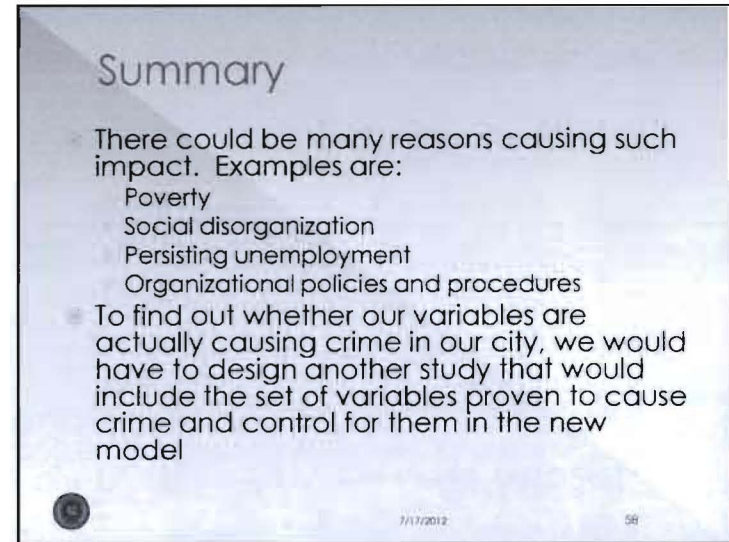 Summary
There could be many reasons causing such
impact. Examples are:
Poverty
Social disorganization
Persisting unemployment
Organizational policies and procedures
To find out whether our variables are
actually causing crime in our city, we would
have to design another study that would
include the set of variables proven to cause
crime and control for them in the new
model
7/17/2012
58